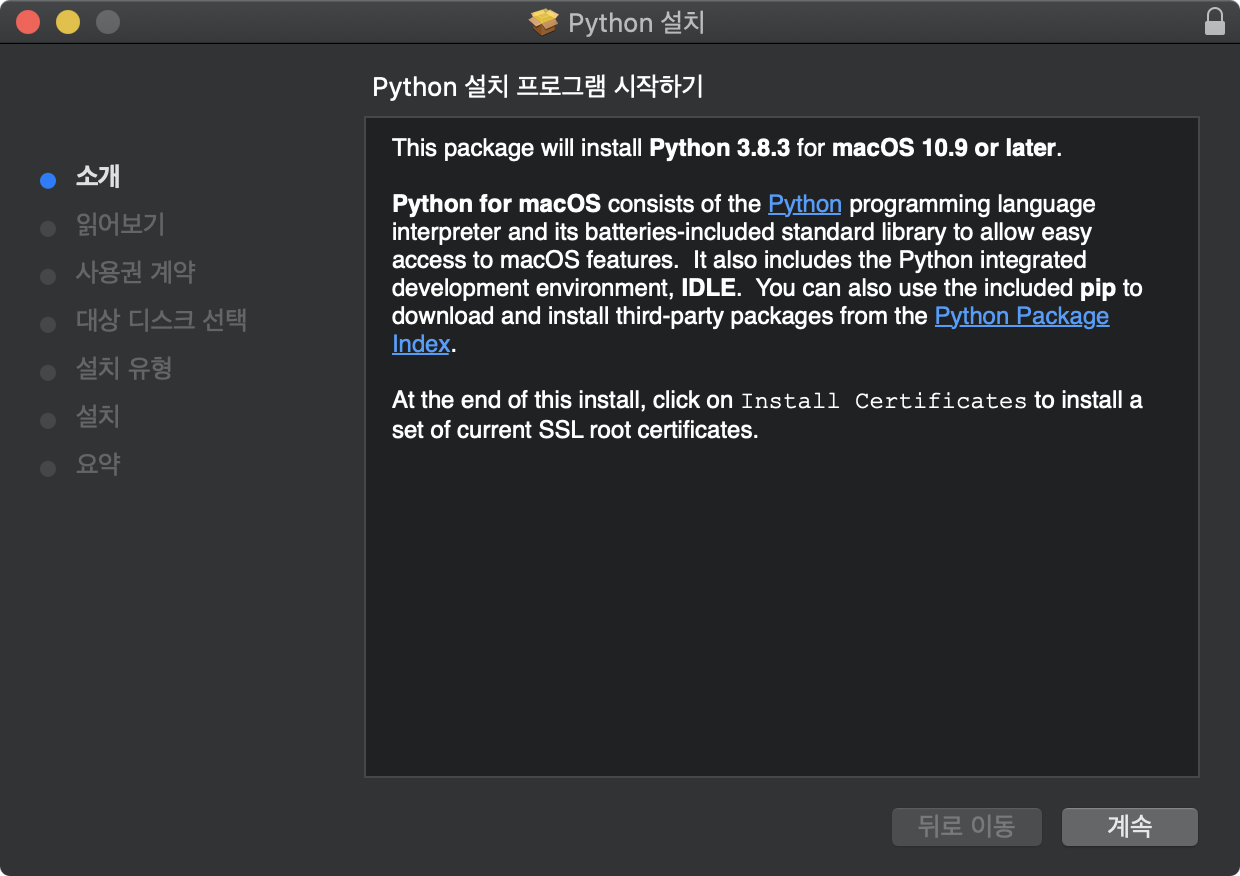 Python 설치
Python 설치 프로그램 시작하기
소개
읽어보기
사용권 계약
대상 디스크 선택
설치 유형
설치
요약
This package will install Python 3.8.3 for macOS 10.9 or later.
Python for macOS consists of the Python programming language
interpreter and its batteries-included standard library to allow easy
access to macOS features.  It also includes the Python integrated
development environment, IDLE.  You can also use the included pip to
download and install third-party packages from the Python Package
Index.
At the end of this install, click on Install Certificates to install a
set of current SSL root certificates.
뒤로 이동
계속